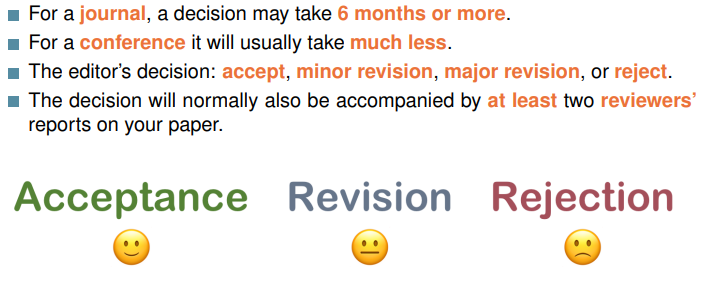 For a journal, a decision may take 6 months or more.
For a conference it will usually take much less.
The editor’s decision: accept, minor revision, major revision, or reject.
The decision will normally also be accompanied by at least two reviewers’
reports on your paper.
Acceptance Revision Rejection